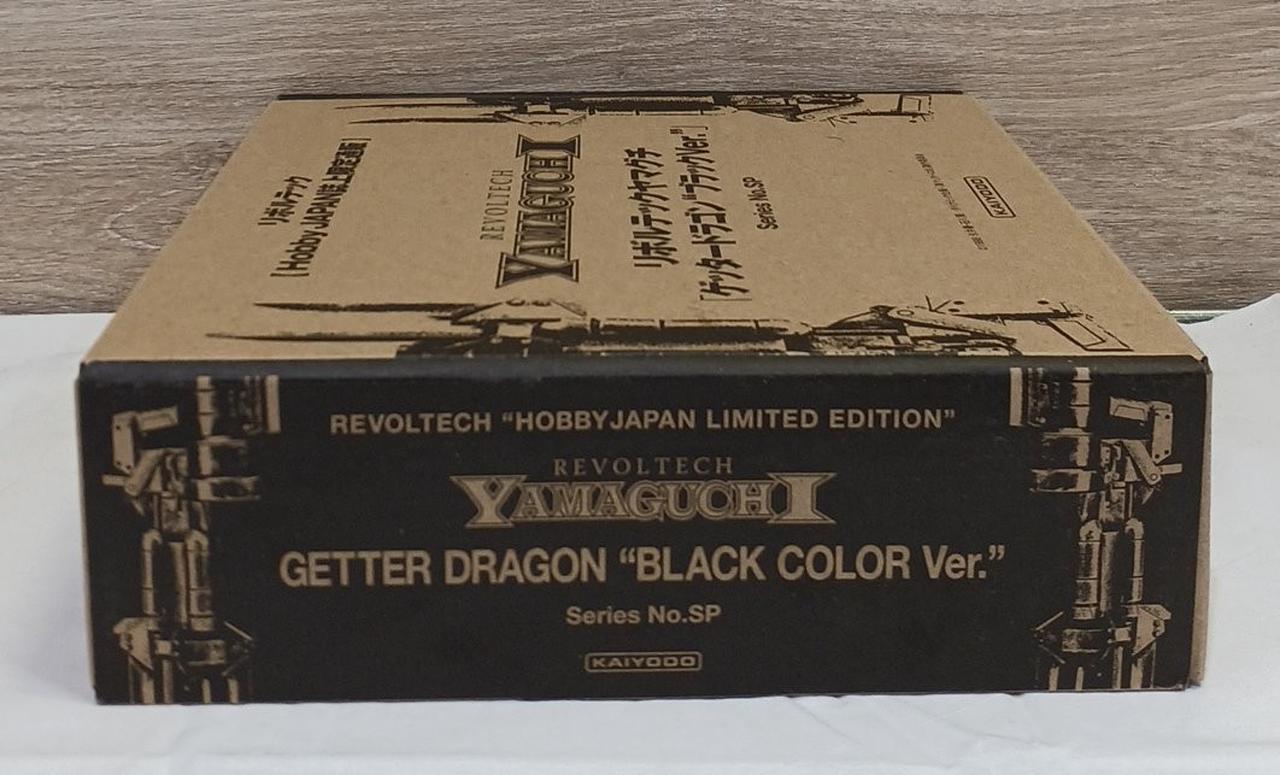 リボルテック
[Hobby JAPAN誌上限定通販]
REVOLTECH
YAMAGUCHI
リボルテックヤマグチ
[ゲッタードラゴン“ブラックVer.”]
Series No.SP
KAIYODO
REVOLTECH “HOBBYJAPAN LIMITED EDITION”
REVOLTECH
YAMAGUCHI
GETTER DRAGON “BLACK COLOR Ver.”
Series No.SP
KAIYODO